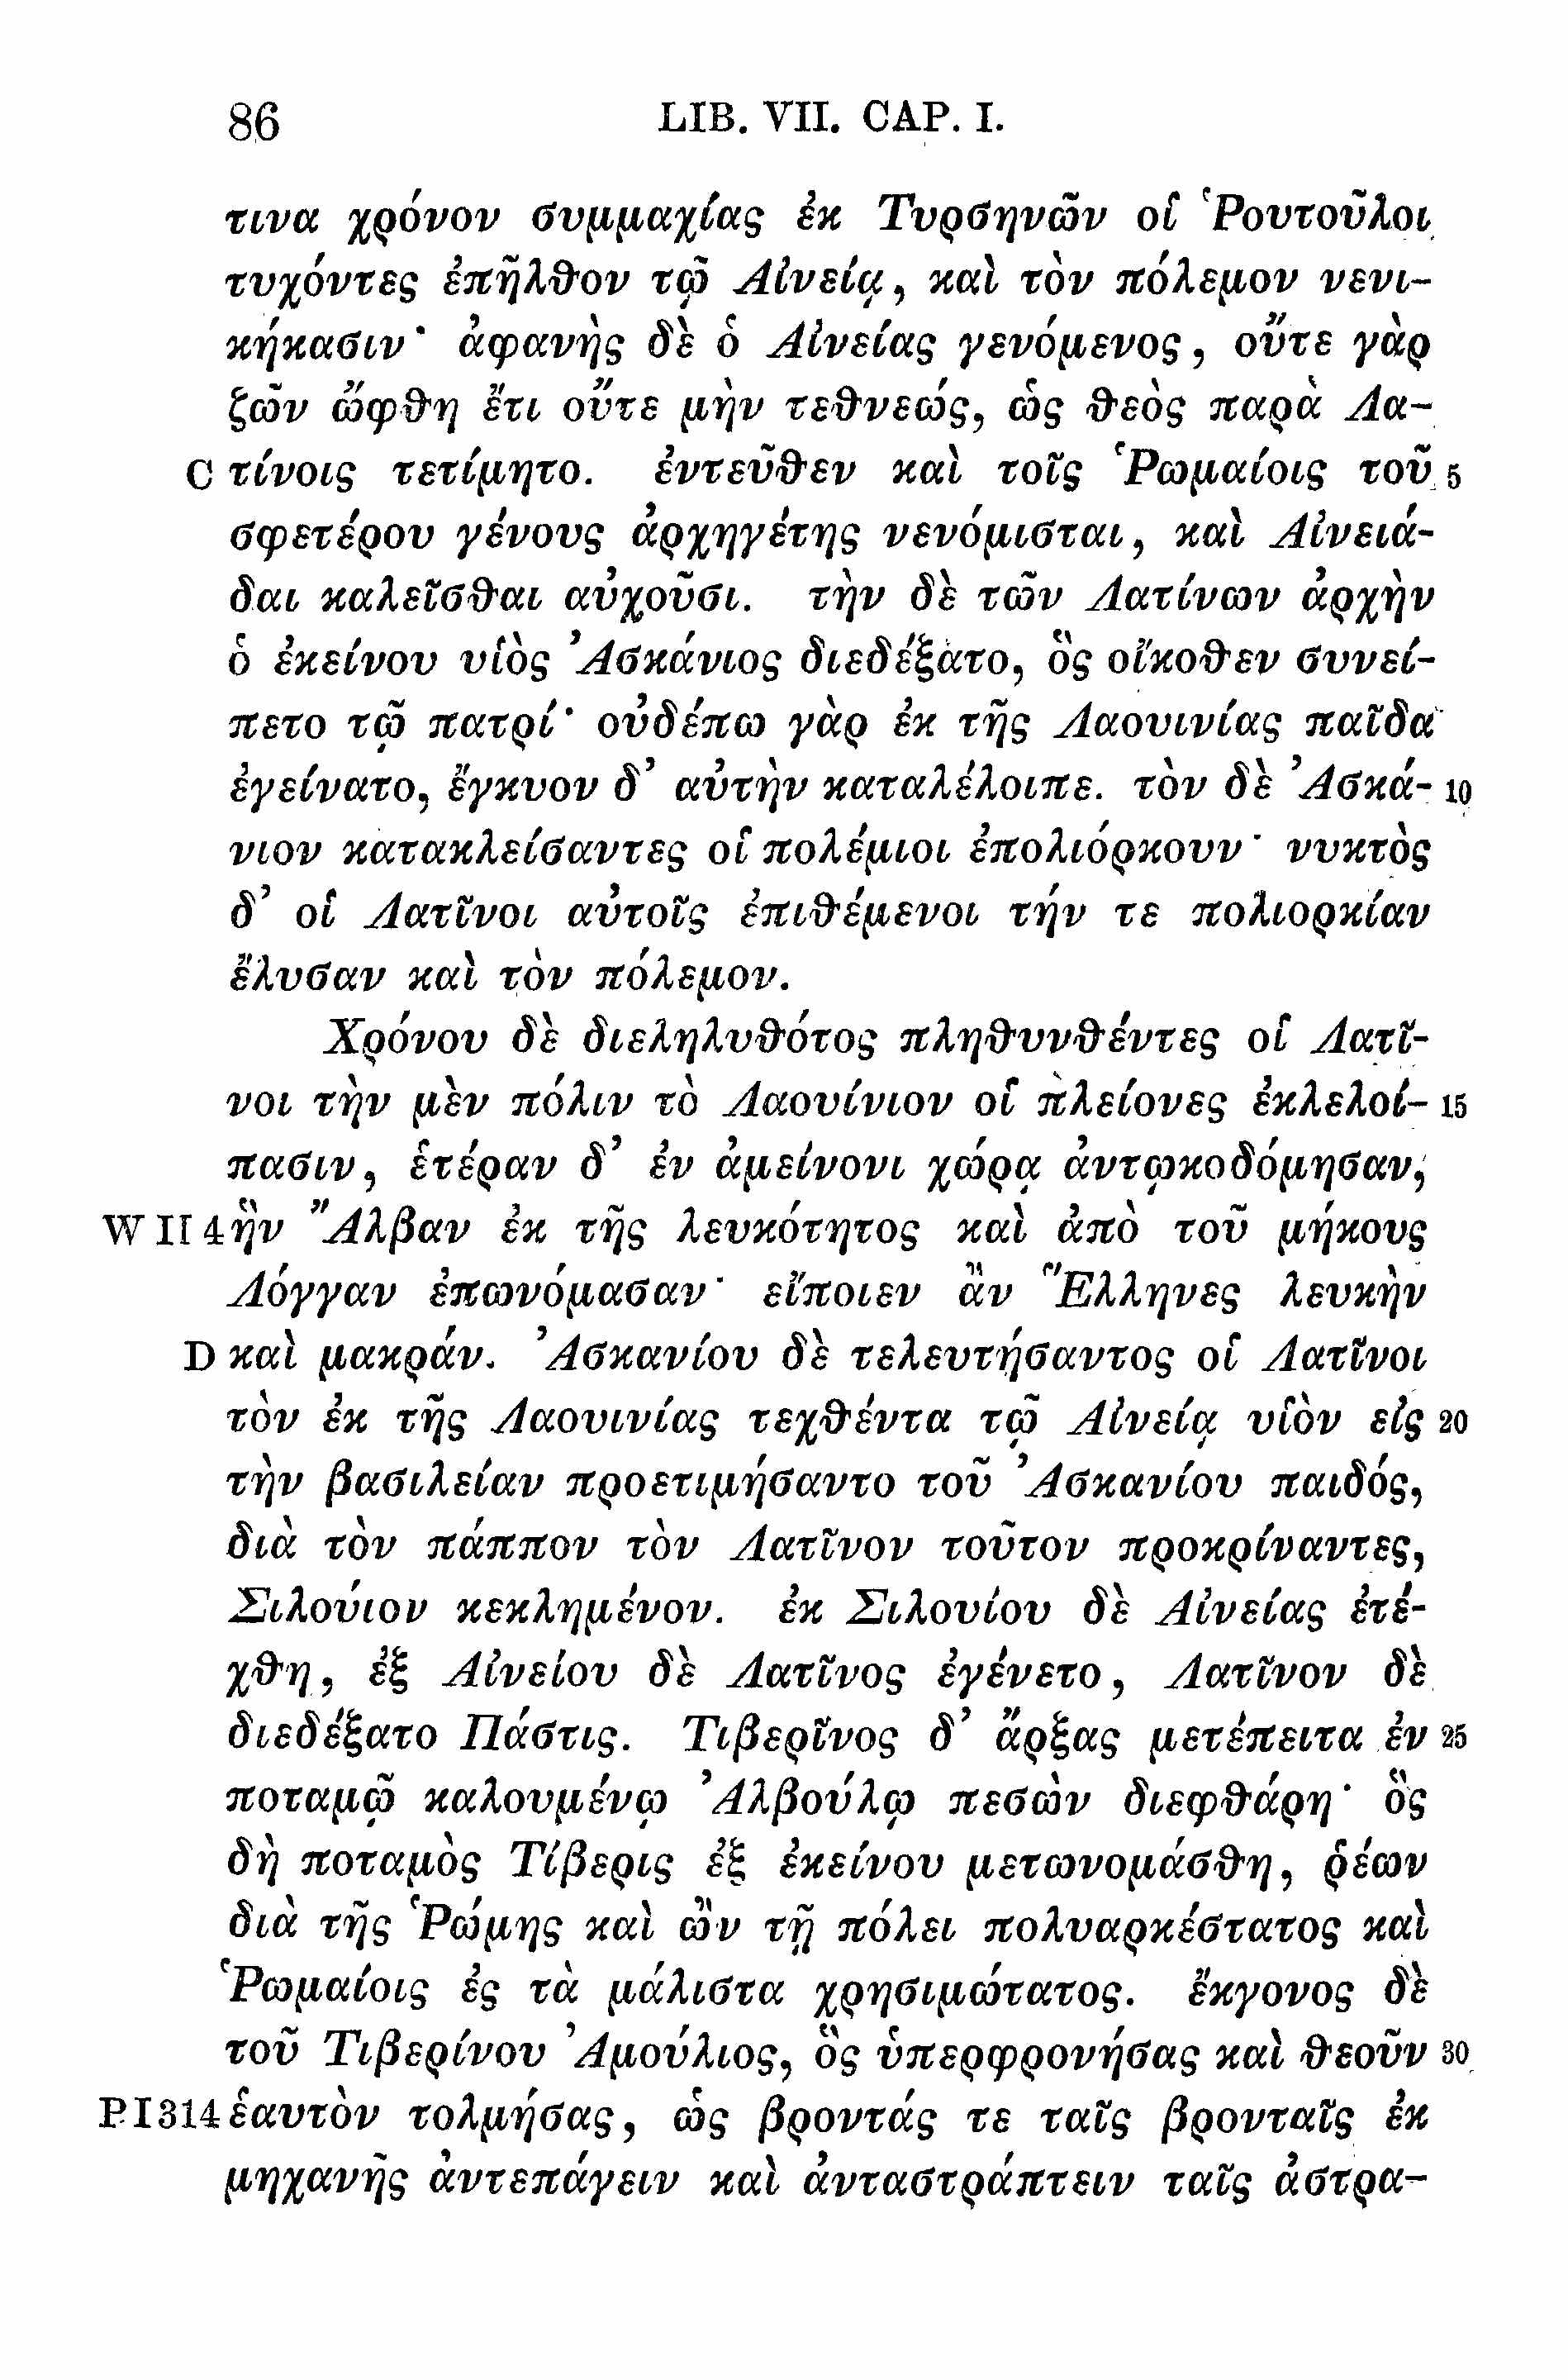 86 LIB. VII. CAP. I.
τινα χρόνον συμμαχίας ἐκ Τυρσηνῶν οἱ Ῥουτοῦλοι
τυχόντες ἐπῆλθον τῷ Αἰνείᾳ, καὶ τὸν πόλεμον νενι-
κήκασιν· ἀφανὴς δὲ ὁ Αἰνείας γενόμενος, οὔτε γὰρ
ζῶν ὤφθη ἔτι οὔτε μὴν τεθνεώς, ὡς θεὸς παρὰ Λα-
C τίνοις τετίμητο. ἐντεῦθεν καὶ τοῖς Ῥωμαίοις τοῦ 5
σφετέρου γένους ἀρχηγέτης νενόμισται, καὶ Αἰνειά-
δαι καλεῖσθαι αὐχοῦσι. τὴν δὲ τῶν Λατίνων ἀρχὴν
ὁ ἐκείνου υἱὸς Ἀσκάνιος διεδέξατο, ὃς οἴκοθεν συνεί-
πετο τῷ πατρί· οὐδέπω γὰρ ἐκ τῆς Λαουινίας παῖδα
ἐγείνατο, ἔγκυον δ’ αὐτὴν καταλέλοιπε. τὸν δὲ Ἀσκά- 10
νιον κατακλείσαντες οἱ πολέμιοι ἐπολιόρκουν· νυκτὸς
δ’ οἱ Λατῖνοι αὐτοῖς ἐπιθέμενοι τήν τε πολιορκίαν
ἔλυσαν καὶ τὸν πόλεμον.
Χρόνου δὲ διεληλυθότος πληθυνθέντες οἱ Λατῖ-
νοι τὴν μὲν πόλιν τὸ Λαουίνιον οἱ πλείονες ἐκλελοί- 15
πασιν, ἑτέραν δ’ ἐν ἀμείνονι χώρᾳ ἀντῳκοδόμησαν,
W II 4 ἣν Ἄλβαν ἐκ τῆς λευκότητος καὶ ἀπὸ τοῦ μήκους
Λόγγαν ἐπωνόμασαν· εἴποιεν ἂν Ἕλληνες λευκὴν
D καὶ μακράν. Ἀσκανίου δὲ τελευτήσαντος οἱ Λατῖνοι
τὸν ἐκ τῆς Λαουινίας τεχθέντα τῷ Αἰνείᾳ υἱὸν εἰς 20
τὴν βασιλείαν προετιμήσαντο τοῦ Ἀσκανίου παιδός,
διὰ τὸν πάππον τὸν Λατῖνον τοῦτον προκρίναντες,
Σιλούιον κεκλημένον. ἐκ Σιλουίου δὲ Αἰνείας ἐτέ-
χθη, ἐξ Αἰνείου δὲ Λατῖνος ἐγένετο, Λατῖνον δὲ
διεδέξατο Πάστις. Τιβερῖνος δ’ ἄρξας μετέπειτα ἐν 25
ποταμῷ καλουμένῳ Ἀλβούλῳ πεσὼν διεφθάρη· ὃς
δὴ ποταμὸς Τίβερις ἐξ ἐκείνου μετωνομάσθη, ῥέων
διὰ τῆς Ῥώμης καὶ ὢν τῇ πόλει πολυαρκέστατος καὶ
Ῥωμαίοις ἐς τὰ μάλιστα χρησιμώτατος. ἔκγονος δὲ
τοῦ Τιβερίνου Ἀμούλιος, ὃς ὑπερφρονήσας καὶ θεοῦν 30
P I 314 ἑαυτὸν τολμήσας, ὡς βροντάς τε ταῖς βρονταῖς ἐκ
μηχανῆς ἀντεπάγειν καὶ ἀνταστράπτειν ταῖς ἀστρα-